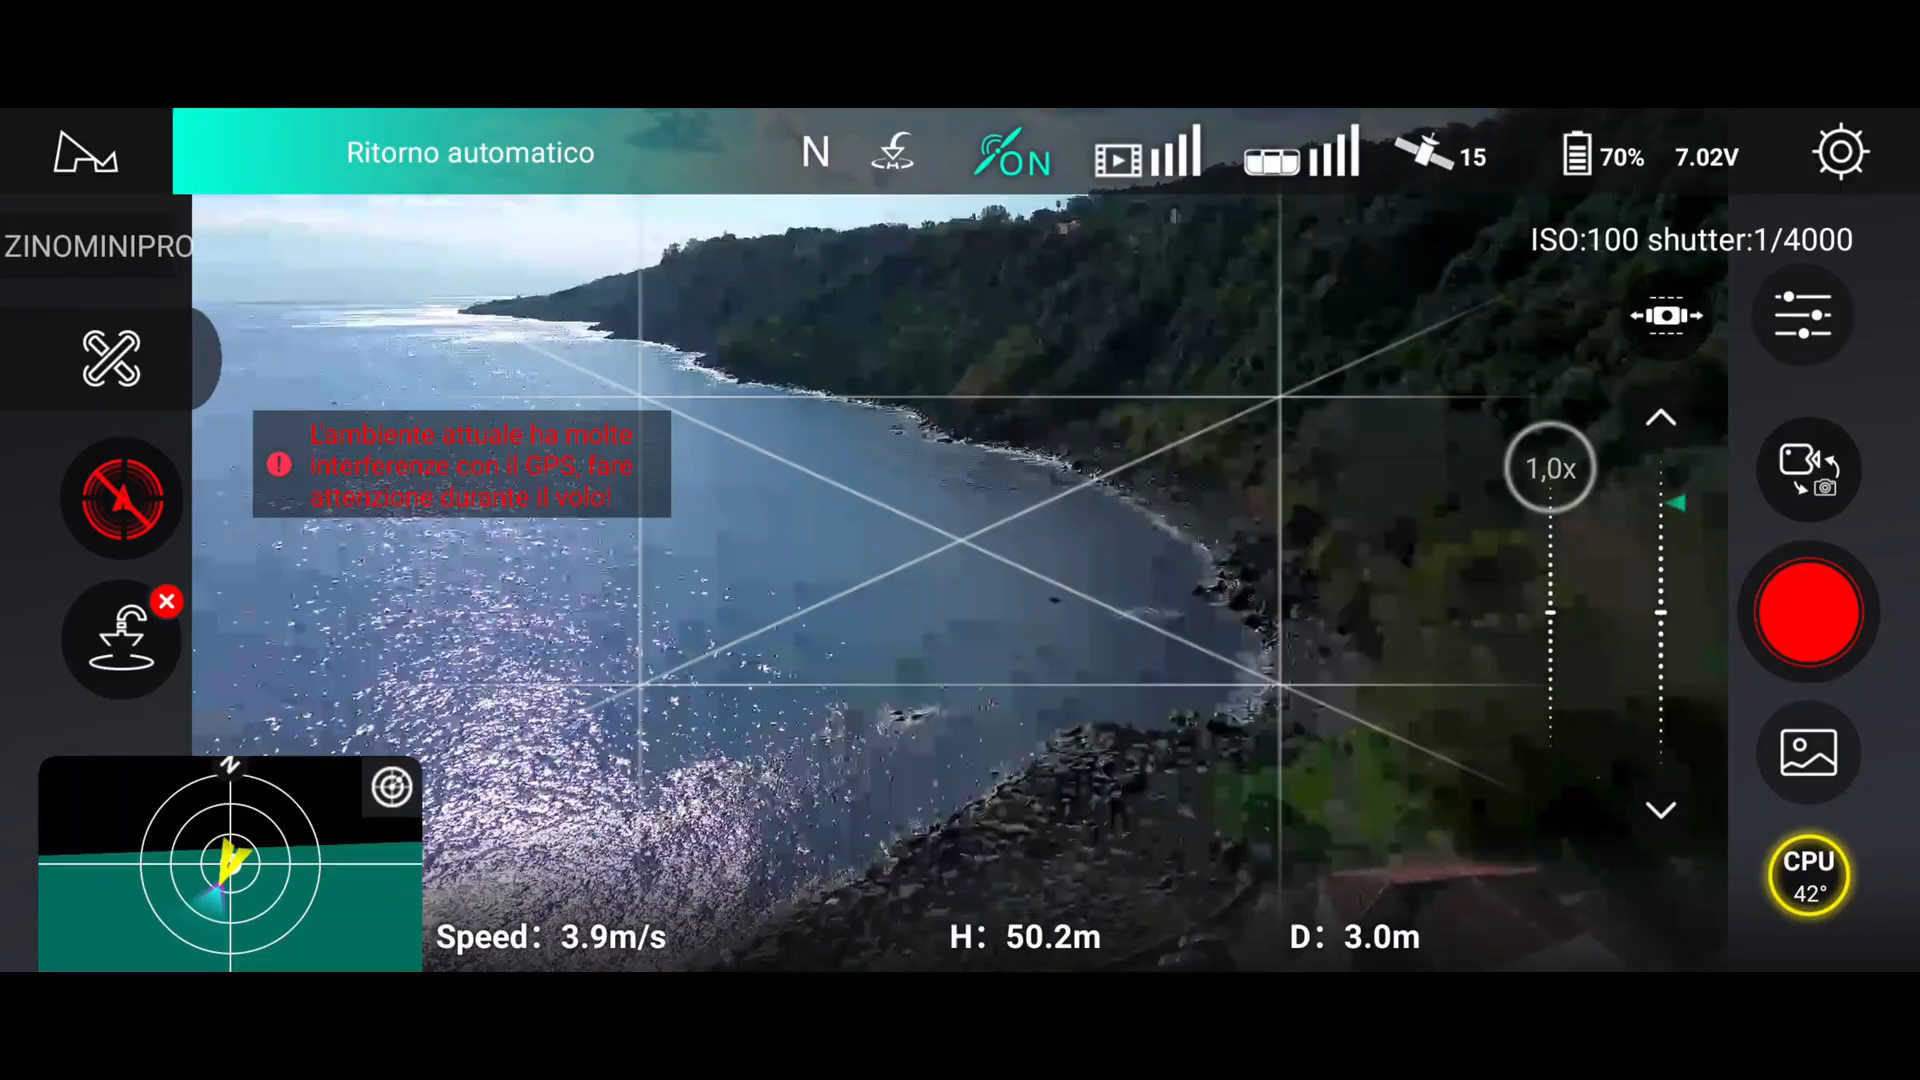 Ritorno automatico
N
H
ON
15
70%
7.02V
ZINOMINIPRO
ISO:100 shutter:1/4000
L'ambiente attuale ha molte
interferenze con il GPS, fare
attenzione durante il volo!
1,0x
N
CPU
42°
Speed: 3.9m/s
H: 50.2m
D: 3.0m